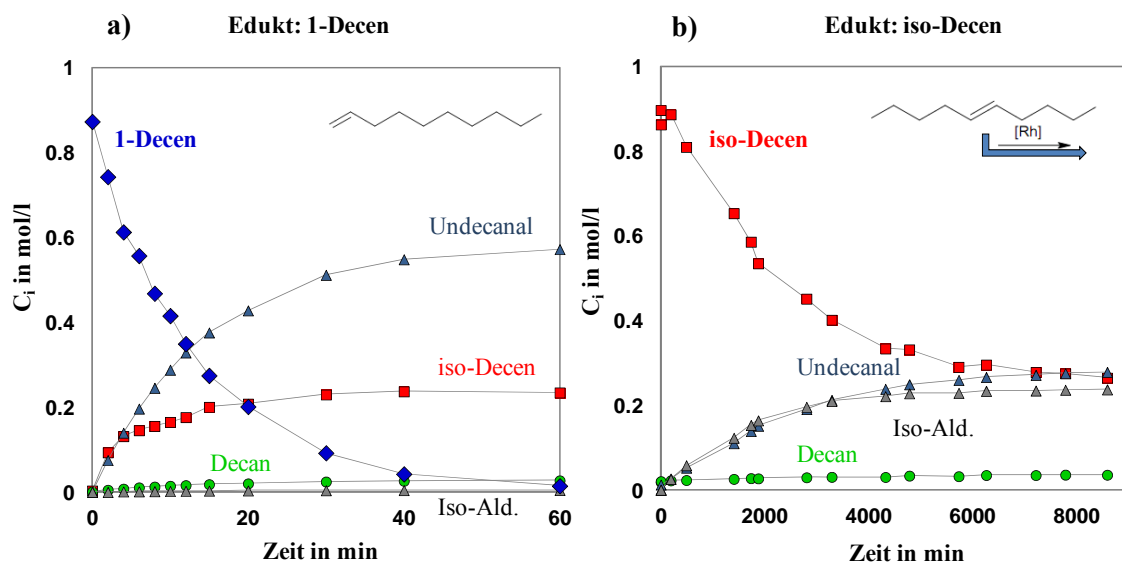 a)
Edukt: 1-Decen
1
0.8
0.6
0.4
0.2
0
C_i in mol/l
1-Decen
Undecanal
iso-Decen
Decan
Iso-Ald.
0
20
40
60
Zeit in min
b)
Edukt: iso-Decen
1
0.8
0.6
0.4
0.2
0
C_i in mol/l
iso-Decen
[Rh]
Undecanal
Iso-Ald.
Decan
0
2000
4000
6000
8000
Zeit in min